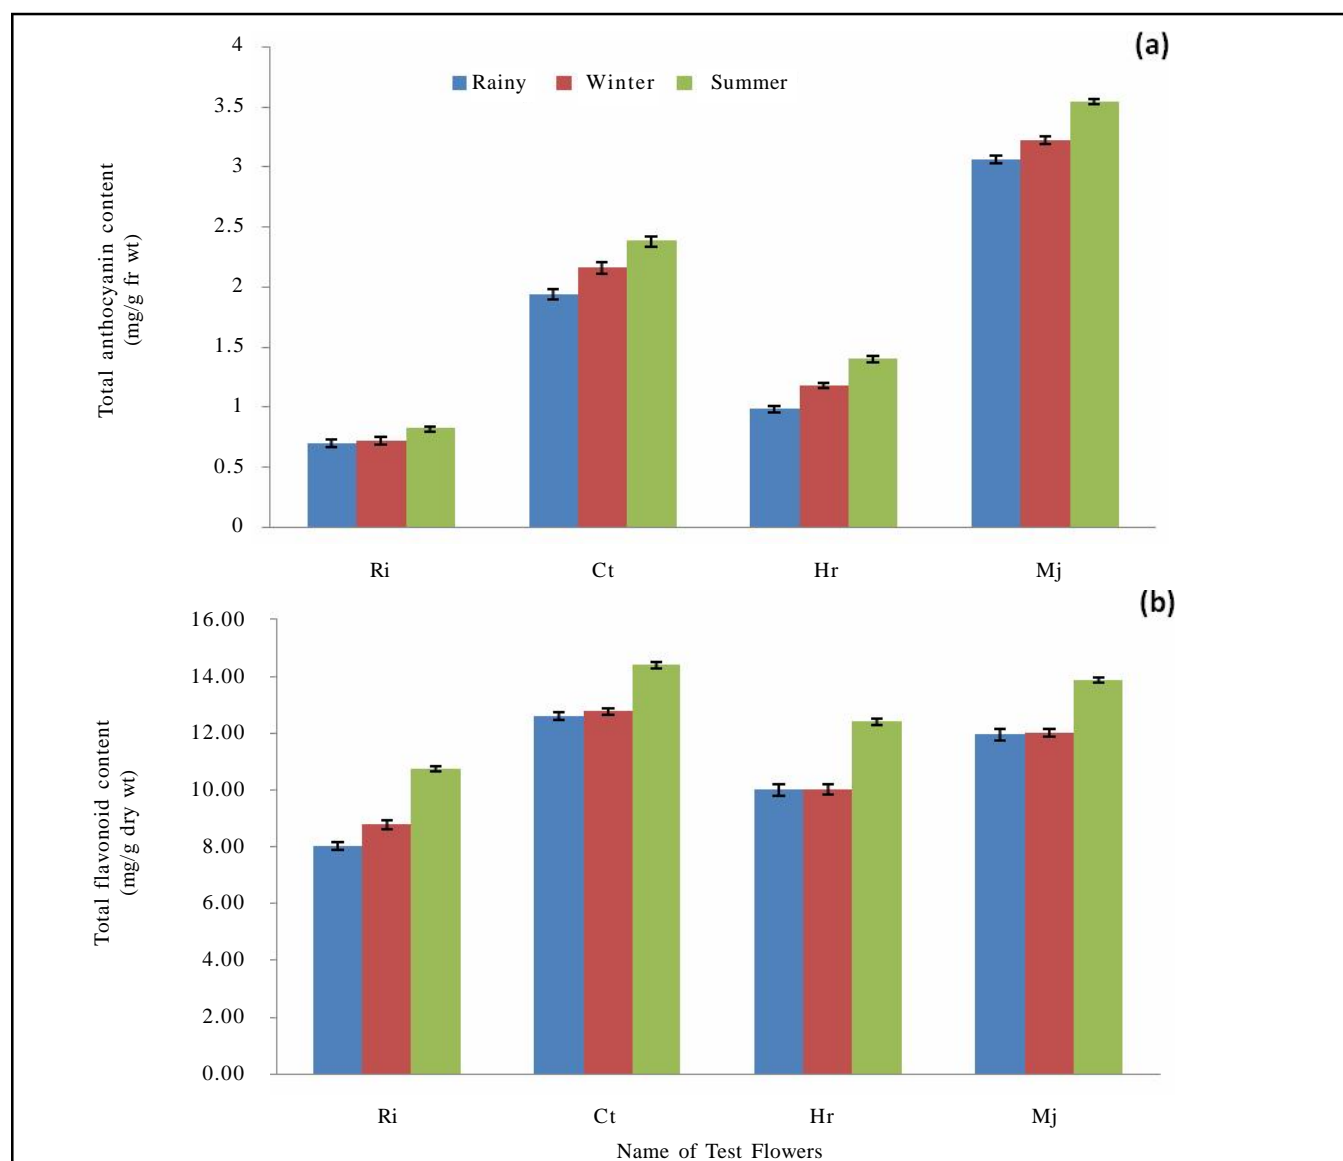 (a)
4
3.5
3
2.5
2
1.5
1
0.5
0
Rainy Winter Summer
Total anthocyanin content
(mg/g fr wt)
Ri Ct Hr Mj
(b)
16.00
14.00
12.00
10.00
8.00
6.00
4.00
2.00
0.00
Total flavonoid content
(mg/g dry wt)
Ri Ct Hr Mj
Name of Test Flowers